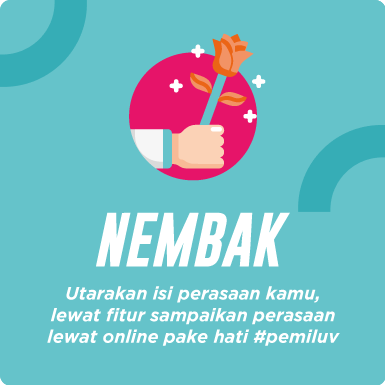 NEMBAK
Utarakan isi perasaan kamu,
lewat fitur sampaikan perasaan
lewat online pake hati #pemiluv